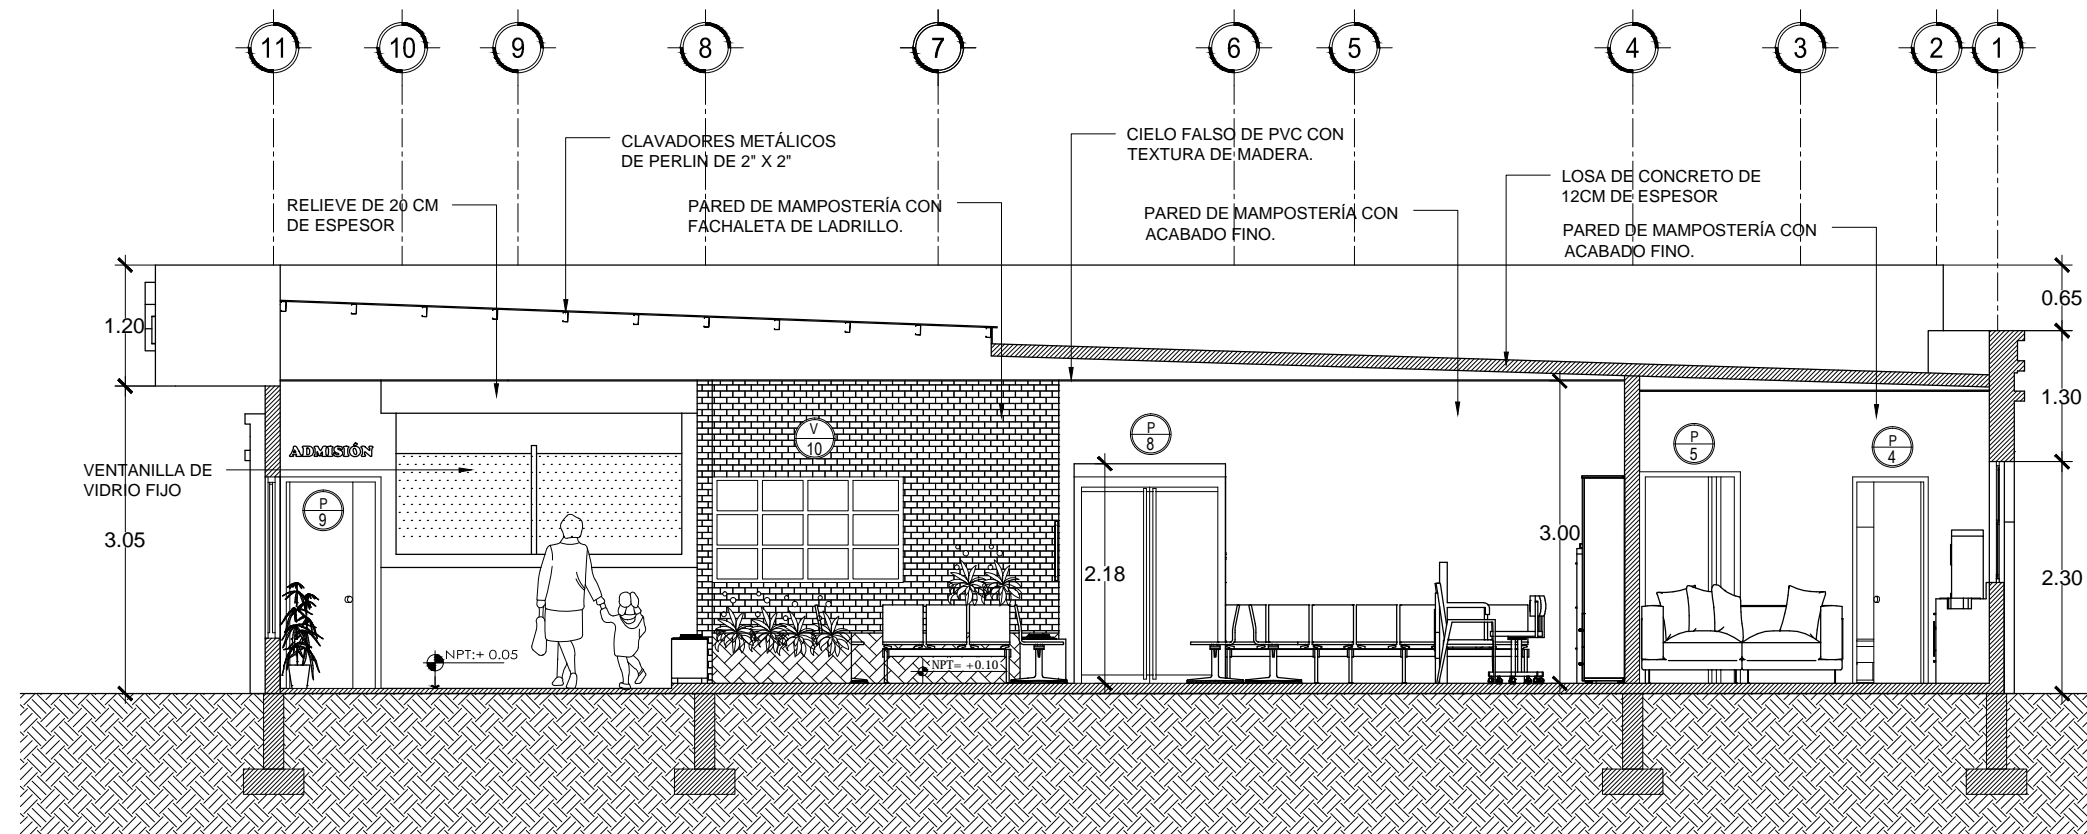 11
10
9
8
7
6
5
4
3
2
1
CLAVADORES METÁLICOS
DE PERLIN DE 2" X 2"
CIELO FALSO DE PVC CON
TEXTURA DE MADERA.
LOSA DE CONCRETO DE
12CM DE ESPESOR
RELIEVE DE 20 CM
DE ESPESOR
PARED DE MAMPOSTERÍA CON
FACHALETA DE LADRILLO.
PARED DE MAMPOSTERÍA CON
ACABADO FINO.
PARED DE MAMPOSTERÍA CON
ACABADO FINO.
1.20
0.65
1.30
ADMISIÓN
V
10
P
8
P
5
P
4
VENTANILLA DE
VIDRIO FIJO
P
9
3.05
3.00
2.18
2.30
NPT:+ 0.05
NPT= +0.10